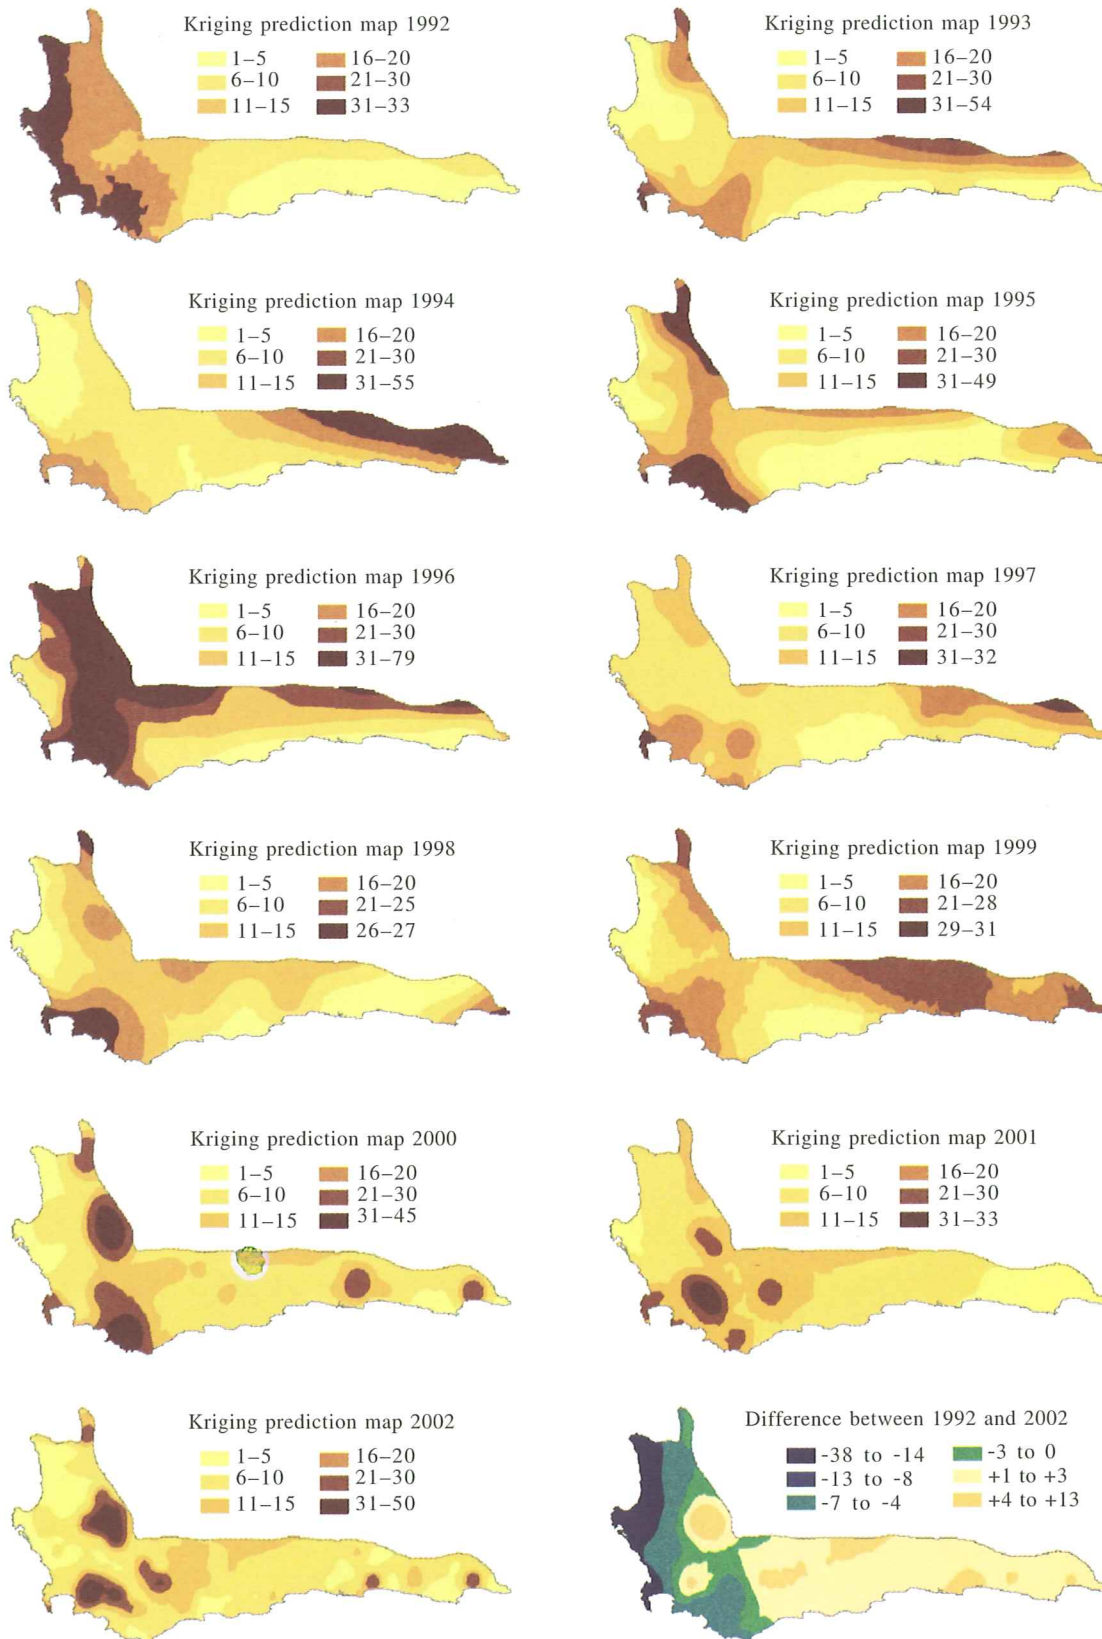 Kriging prediction map 1992
1–5 16–20
6–10 21–30
11–15 31–33
Kriging prediction map 1993
1–5 16–20
6–10 21–30
11–15 31–54
Kriging prediction map 1994
1–5 16–20
6–10 21–30
11–15 31–55
Kriging prediction map 1995
1–5 16–20
6–10 21–30
11–15 31–49
Kriging prediction map 1996
1–5 16–20
6–10 21–30
11–15 31–79
Kriging prediction map 1997
1–5 16–20
6–10 21–30
11–15 31–32
Kriging prediction map 1998
1–5 16–20
6–10 21–25
11–15 26–27
Kriging prediction map 1999
1–5 16–20
6–10 21–28
11–15 29–31
Kriging prediction map 2000
1–5 16–20
6–10 21–30
11–15 31–45
Kriging prediction map 2001
1–5 16–20
6–10 21–30
11–15 31–33
Kriging prediction map 2002
1–5 16–20
6–10 21–30
11–15 31–50
Difference between 1992 and 2002
-38 to -14 -3 to 0
-13 to -8 +1 to +3
-7 to -4 +4 to +13